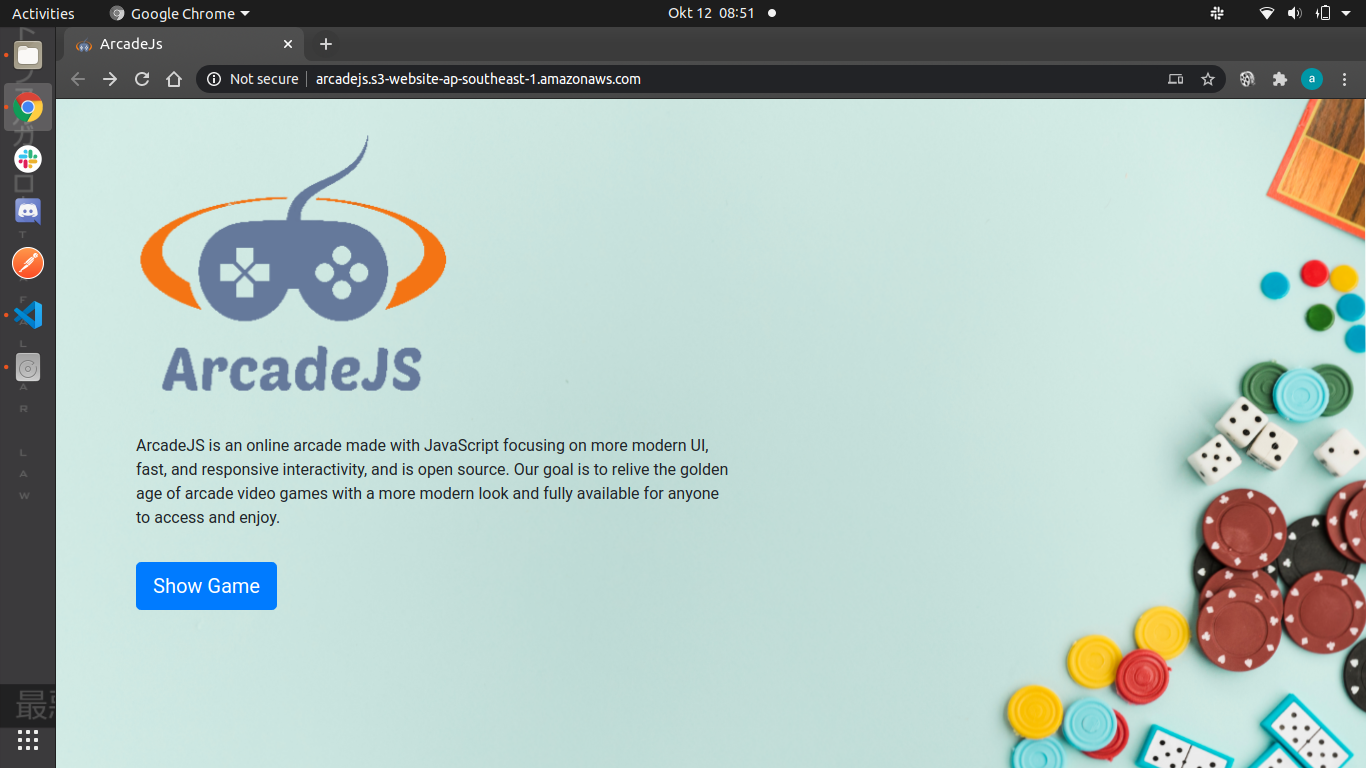 Activities
Google Chrome
Okt 12 08:51
ArcadeJs
Not secure
arcadejs.s3-website-ap-southeast-1.amazonaws.com
a
ArcadeJS
ArcadeJS is an online arcade made with JavaScript focusing on more modern UI,
fast, and responsive interactivity, and is open source. Our goal is to relive the golden
age of arcade video games with a more modern look and fully available for anyone
to access and enjoy.
Show Game